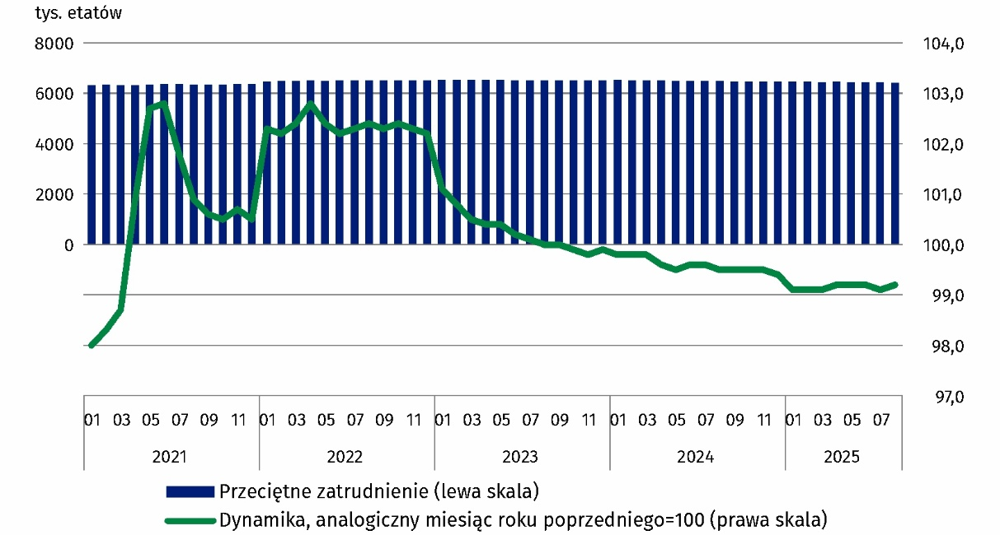 tys. etatów
8000 104,0
6000 103,0
4000 102,0
2000 101,0
0 100,0
99,0
98,0
97,0
01 03 05 07 09 11 01 03 05 07 09 11 01 03 05 07 09 11 01 03 05 07 09 11 01 03 05 07
2021 2022 2023 2024 2025
Przeciętne zatrudnienie (lewa skala)
Dynamika, analogiczny miesiąc roku poprzedniego=100 (prawa skala)